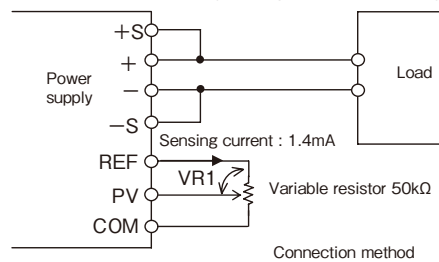 +S
+
Power
supply
−
−S
Load
Sensing current : 1.4mA
REF
VR1
Variable resistor 50kΩ
PV
COM
Connection method